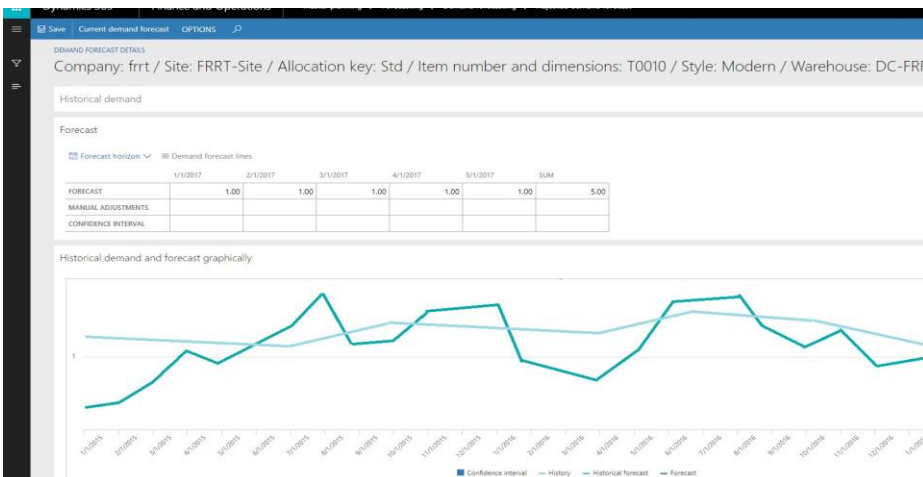 Dynamics 365
Finance and Operations
Save Current demand forecast OPTIONS
DEMAND FORECAST DETAILS
Company: frrt / Site: FRRT-Site / Allocation key: Std / Item number and dimensions: T0010 / Style: Modern / Warehouse: DC-FRR
Historical demand
Forecast
Forecast horizon Demand forecast lines
1/1/2017 2/1/2017 3/1/2017 4/1/2017 5/1/2017 SUM
FORECAST 1.00 1.00 1.00 1.00 1.00 5.00
MANUAL ADJUSTMENTS
CONFIDENCE INTERVAL
Historical demand and forecast graphically
1
1/1/2015 2/1/2015 3/1/2015 4/1/2015 5/1/2015 6/1/2015 7/1/2015 8/1/2015 9/1/2015 10/1/2015 11/1/2015 12/1/2015 1/1/2016 2/1/2016 3/1/2016 4/1/2016 5/1/2016 6/1/2016 7/1/2016 8/1/2016 9/1/2016 10/1/2016 11/1/2016 12/1/2016
Confidence interval History Historical forecast Forecast